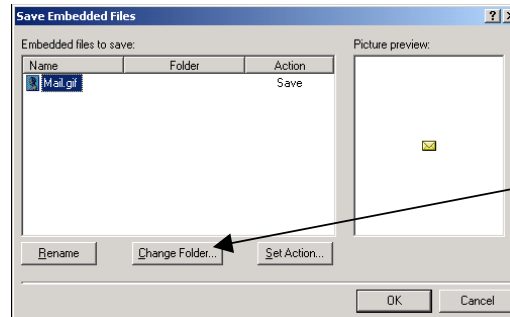 Save Embedded Files
Embedded files to save:
Picture preview:
Name Folder Action
Mail.gif Save
Rename Change Folder... Set Action...
OK Cancel